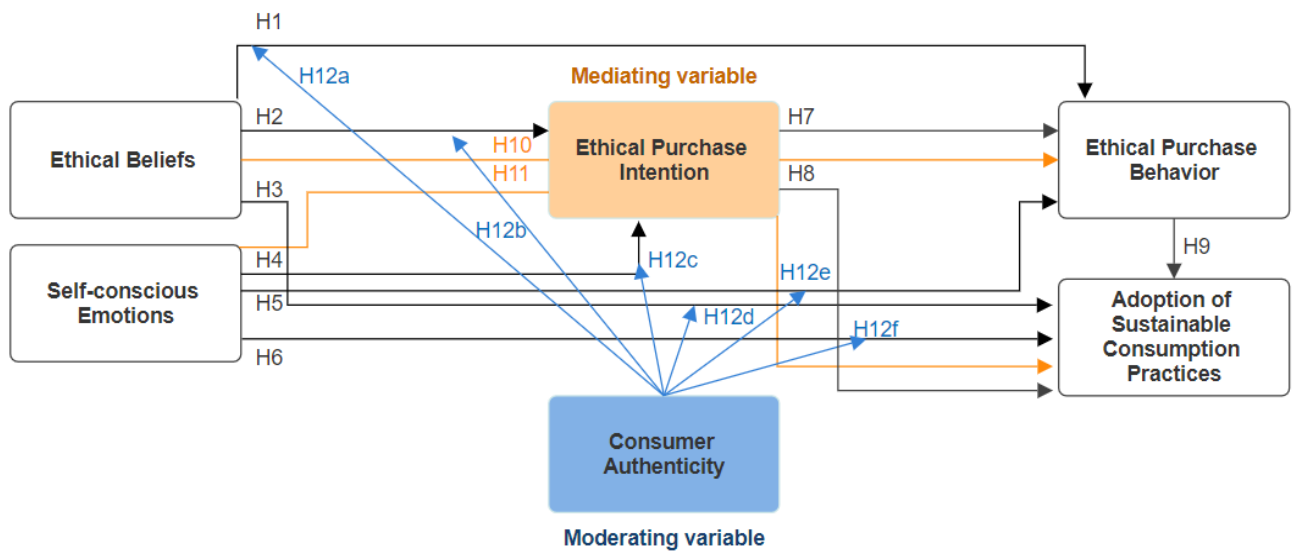 H1
H12a
Mediating variable
H2
H7
Ethical Beliefs
H10
Ethical Purchase
Intention
Ethical Purchase
Behavior
H11
H8
H3
H12b
H4
H12c
H12e
H9
Self-conscious
Emotions
H5
H12d
H12f
Adoption of
Sustainable
Consumption
Practices
H6
Consumer
Authenticity
Moderating variable